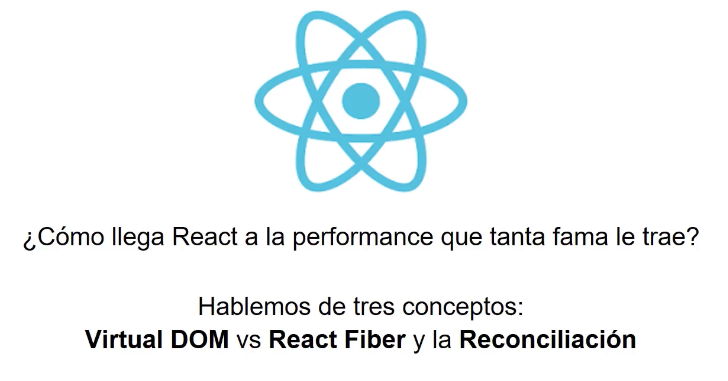 ¿Cómo llega React a la performance que tanta fama le trae?
Hablemos de tres conceptos:
Virtual DOM vs React Fiber y la Reconciliación